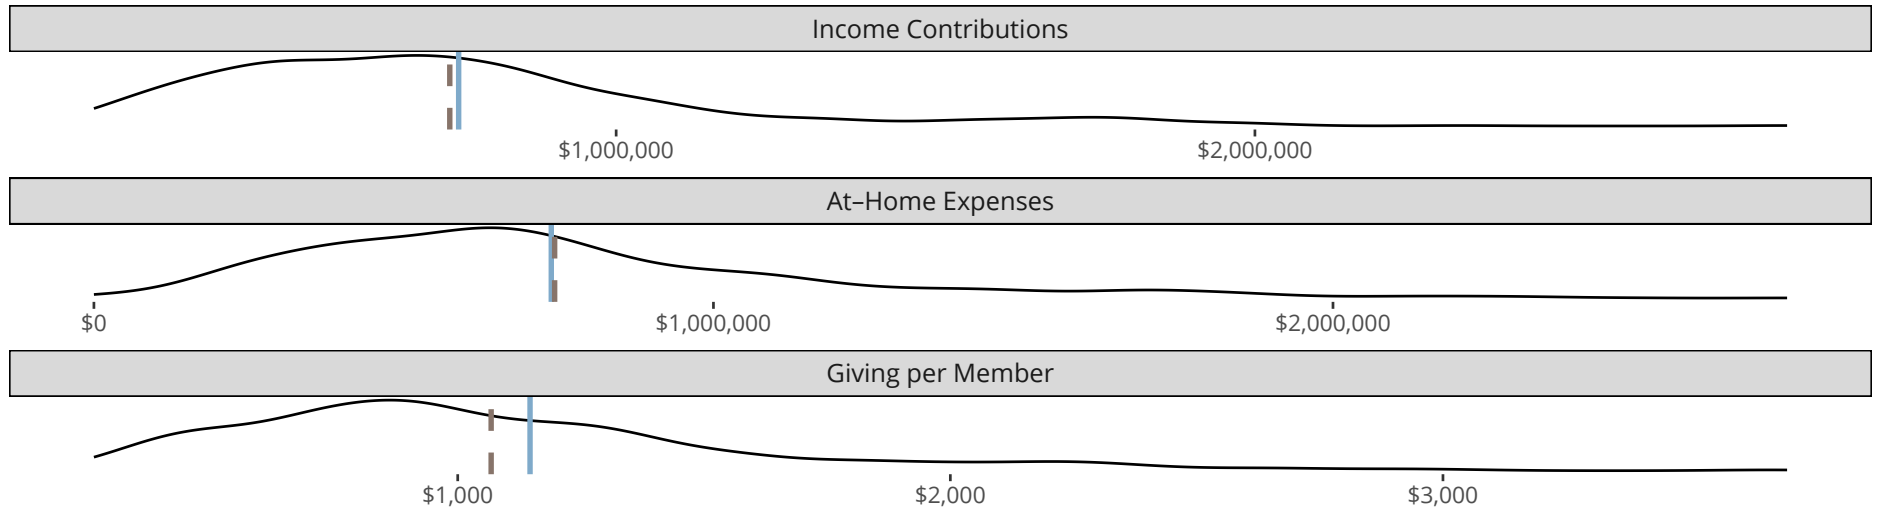 Income Contributions
$1,000,000 $2,000,000
At–Home Expenses
$0 $1,000,000 $2,000,000
Giving per Member
$1,000 $2,000 $3,000